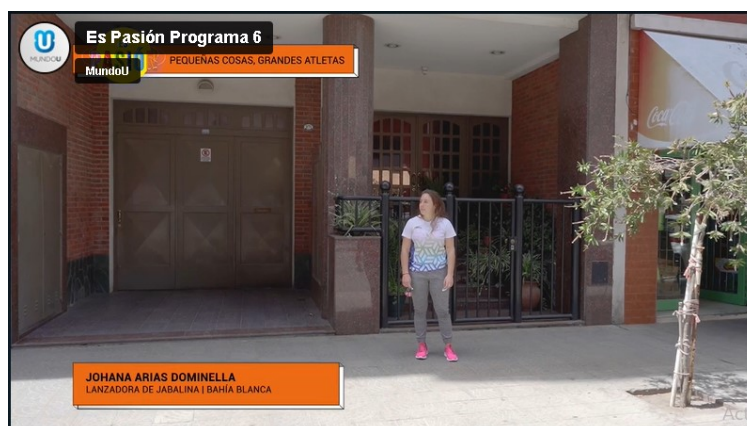 U
MUNDOU
Es Pasión Programa 6
MundoU
PEQUEÑAS COSAS, GRANDES ATLETAS
Coca-Cola
JOHANA ARIAS DOMINELLA
LANZADORA DE JABALINA | BAHÍA BLANCA